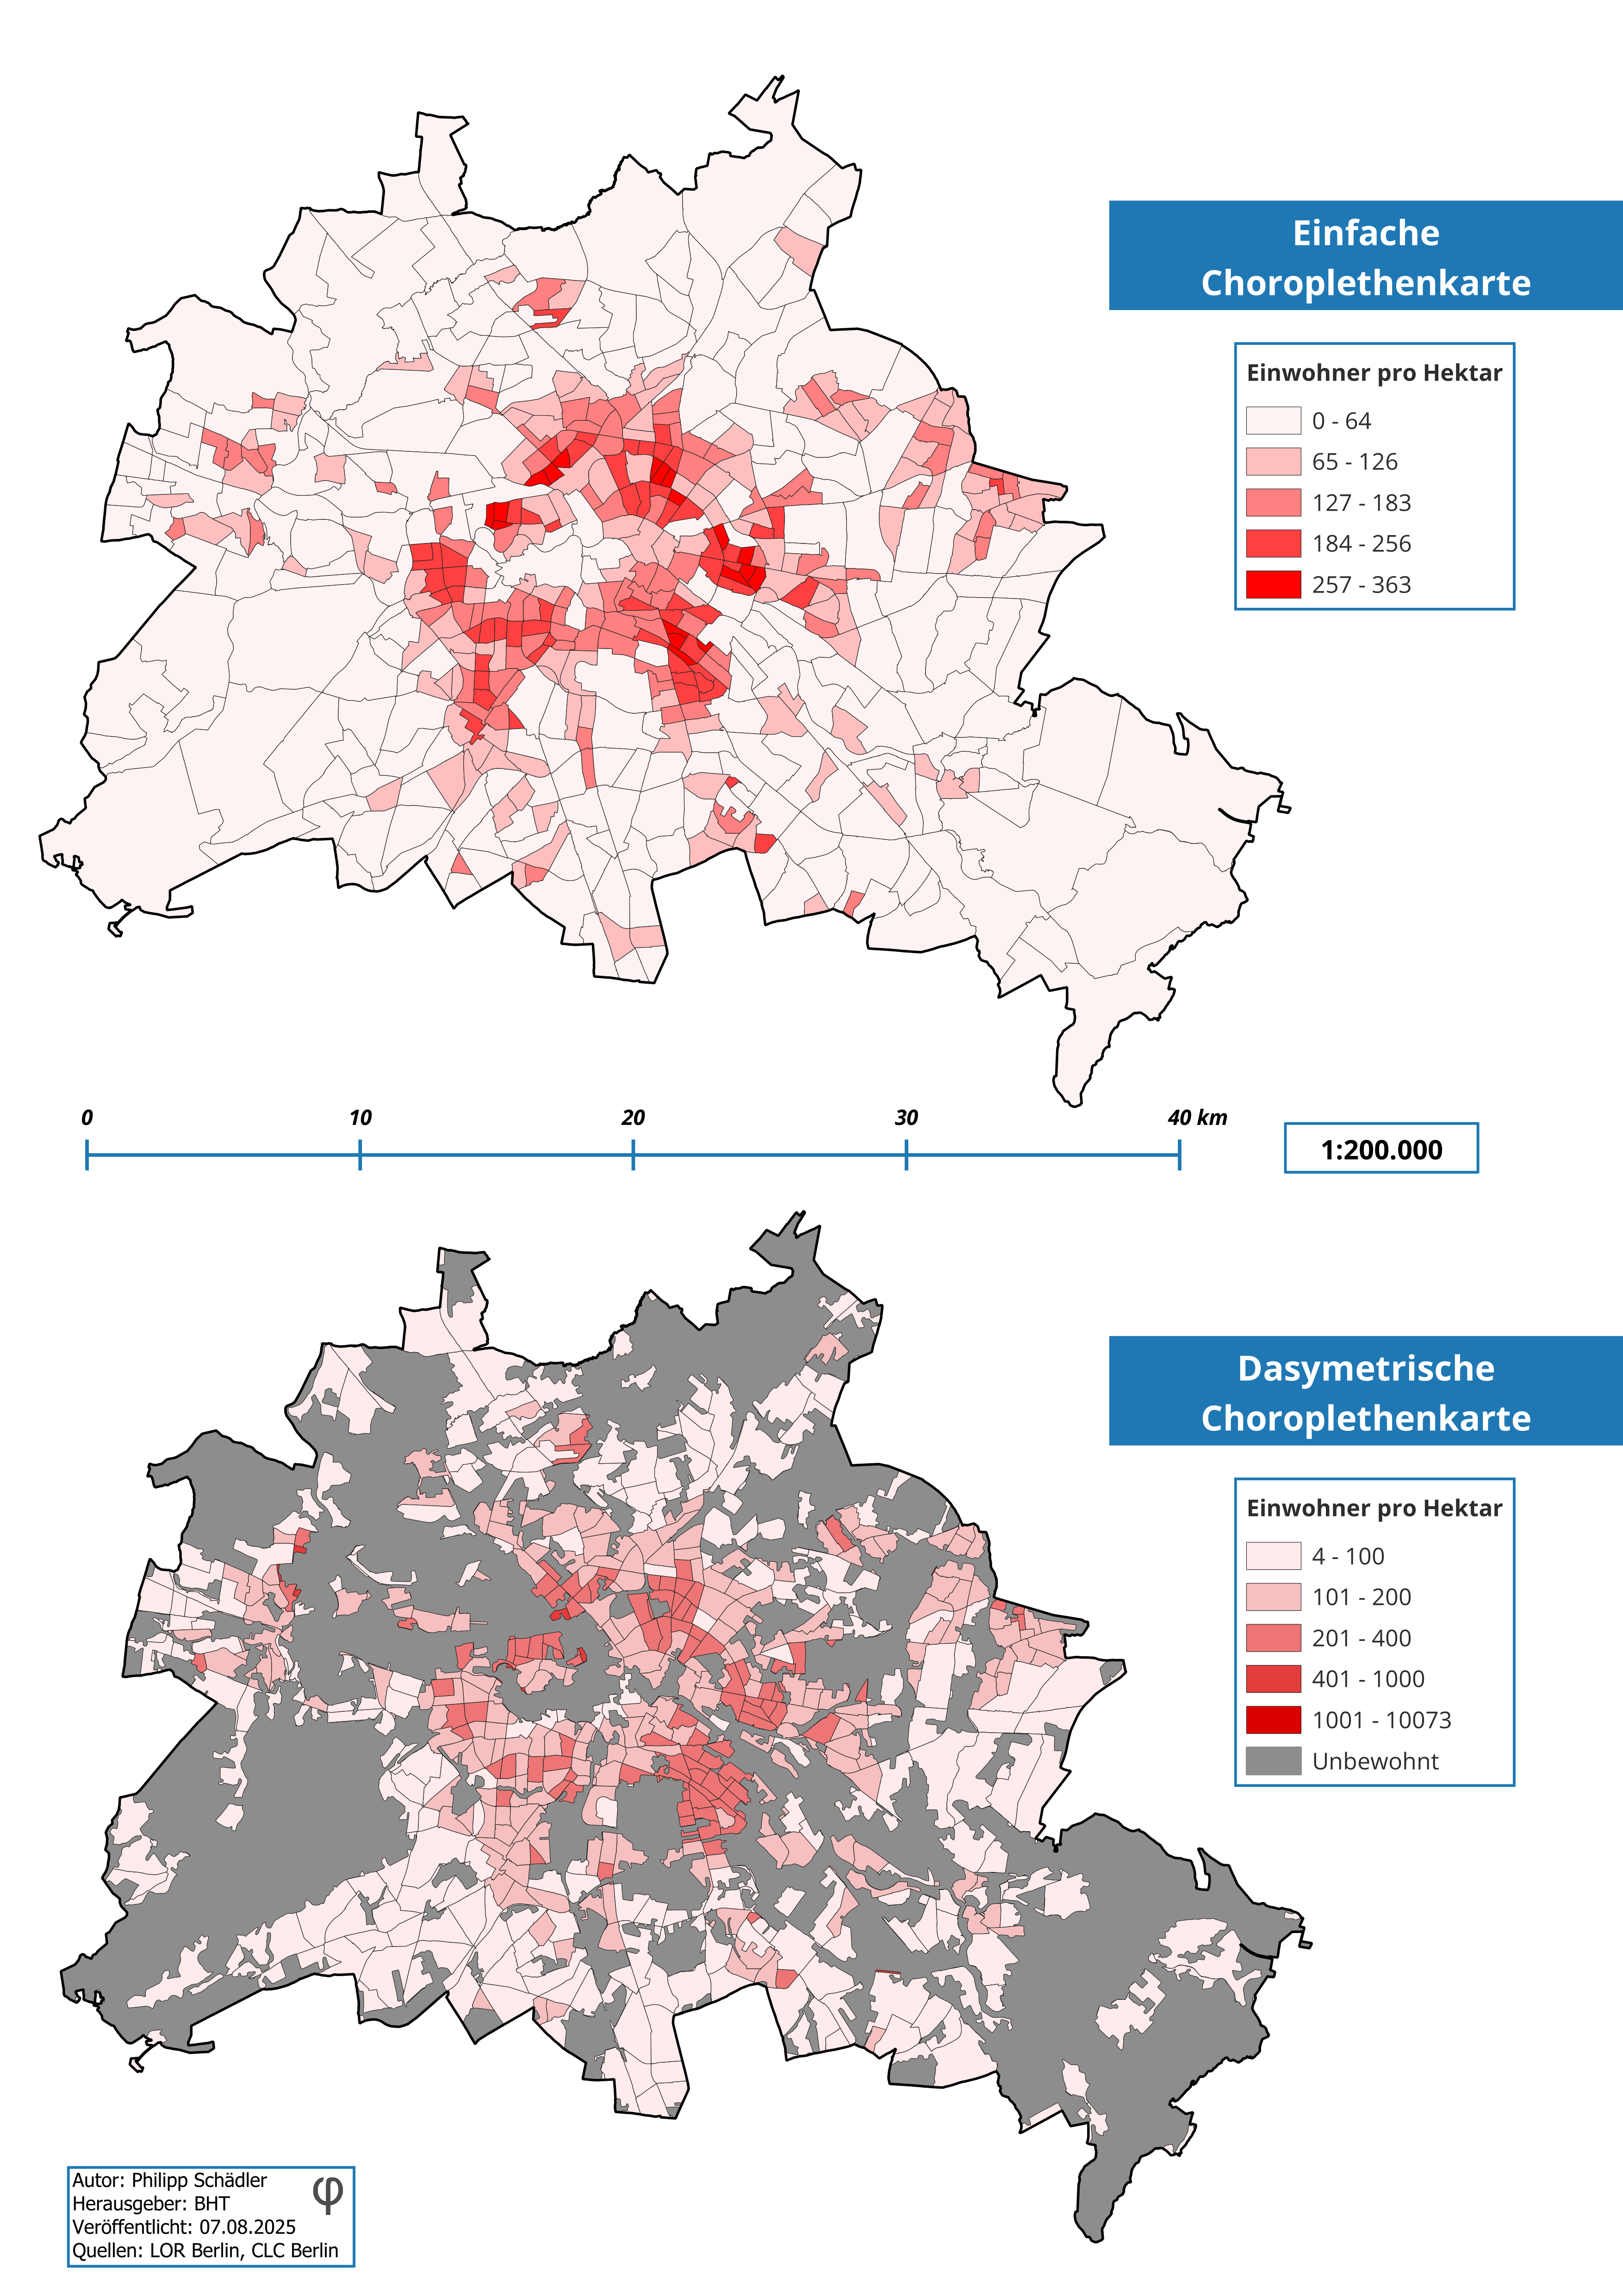 Einfache
Choroplethenkarte
Einwohner pro Hektar
0 - 64
65 - 126
127 - 183
184 - 256
257 - 363
0 10 20 30 40 km
1:200.000
Dasymetrische
Choroplethenkarte
Einwohner pro Hektar
4 - 100
101 - 200
201 - 400
401 - 1000
1001 - 10073
Unbewohnt
Autor: Philipp Schädler
Herausgeber: BHT
Veröffentlicht: 07.08.2025
Quellen: LOR Berlin, CLC Berlin
φ